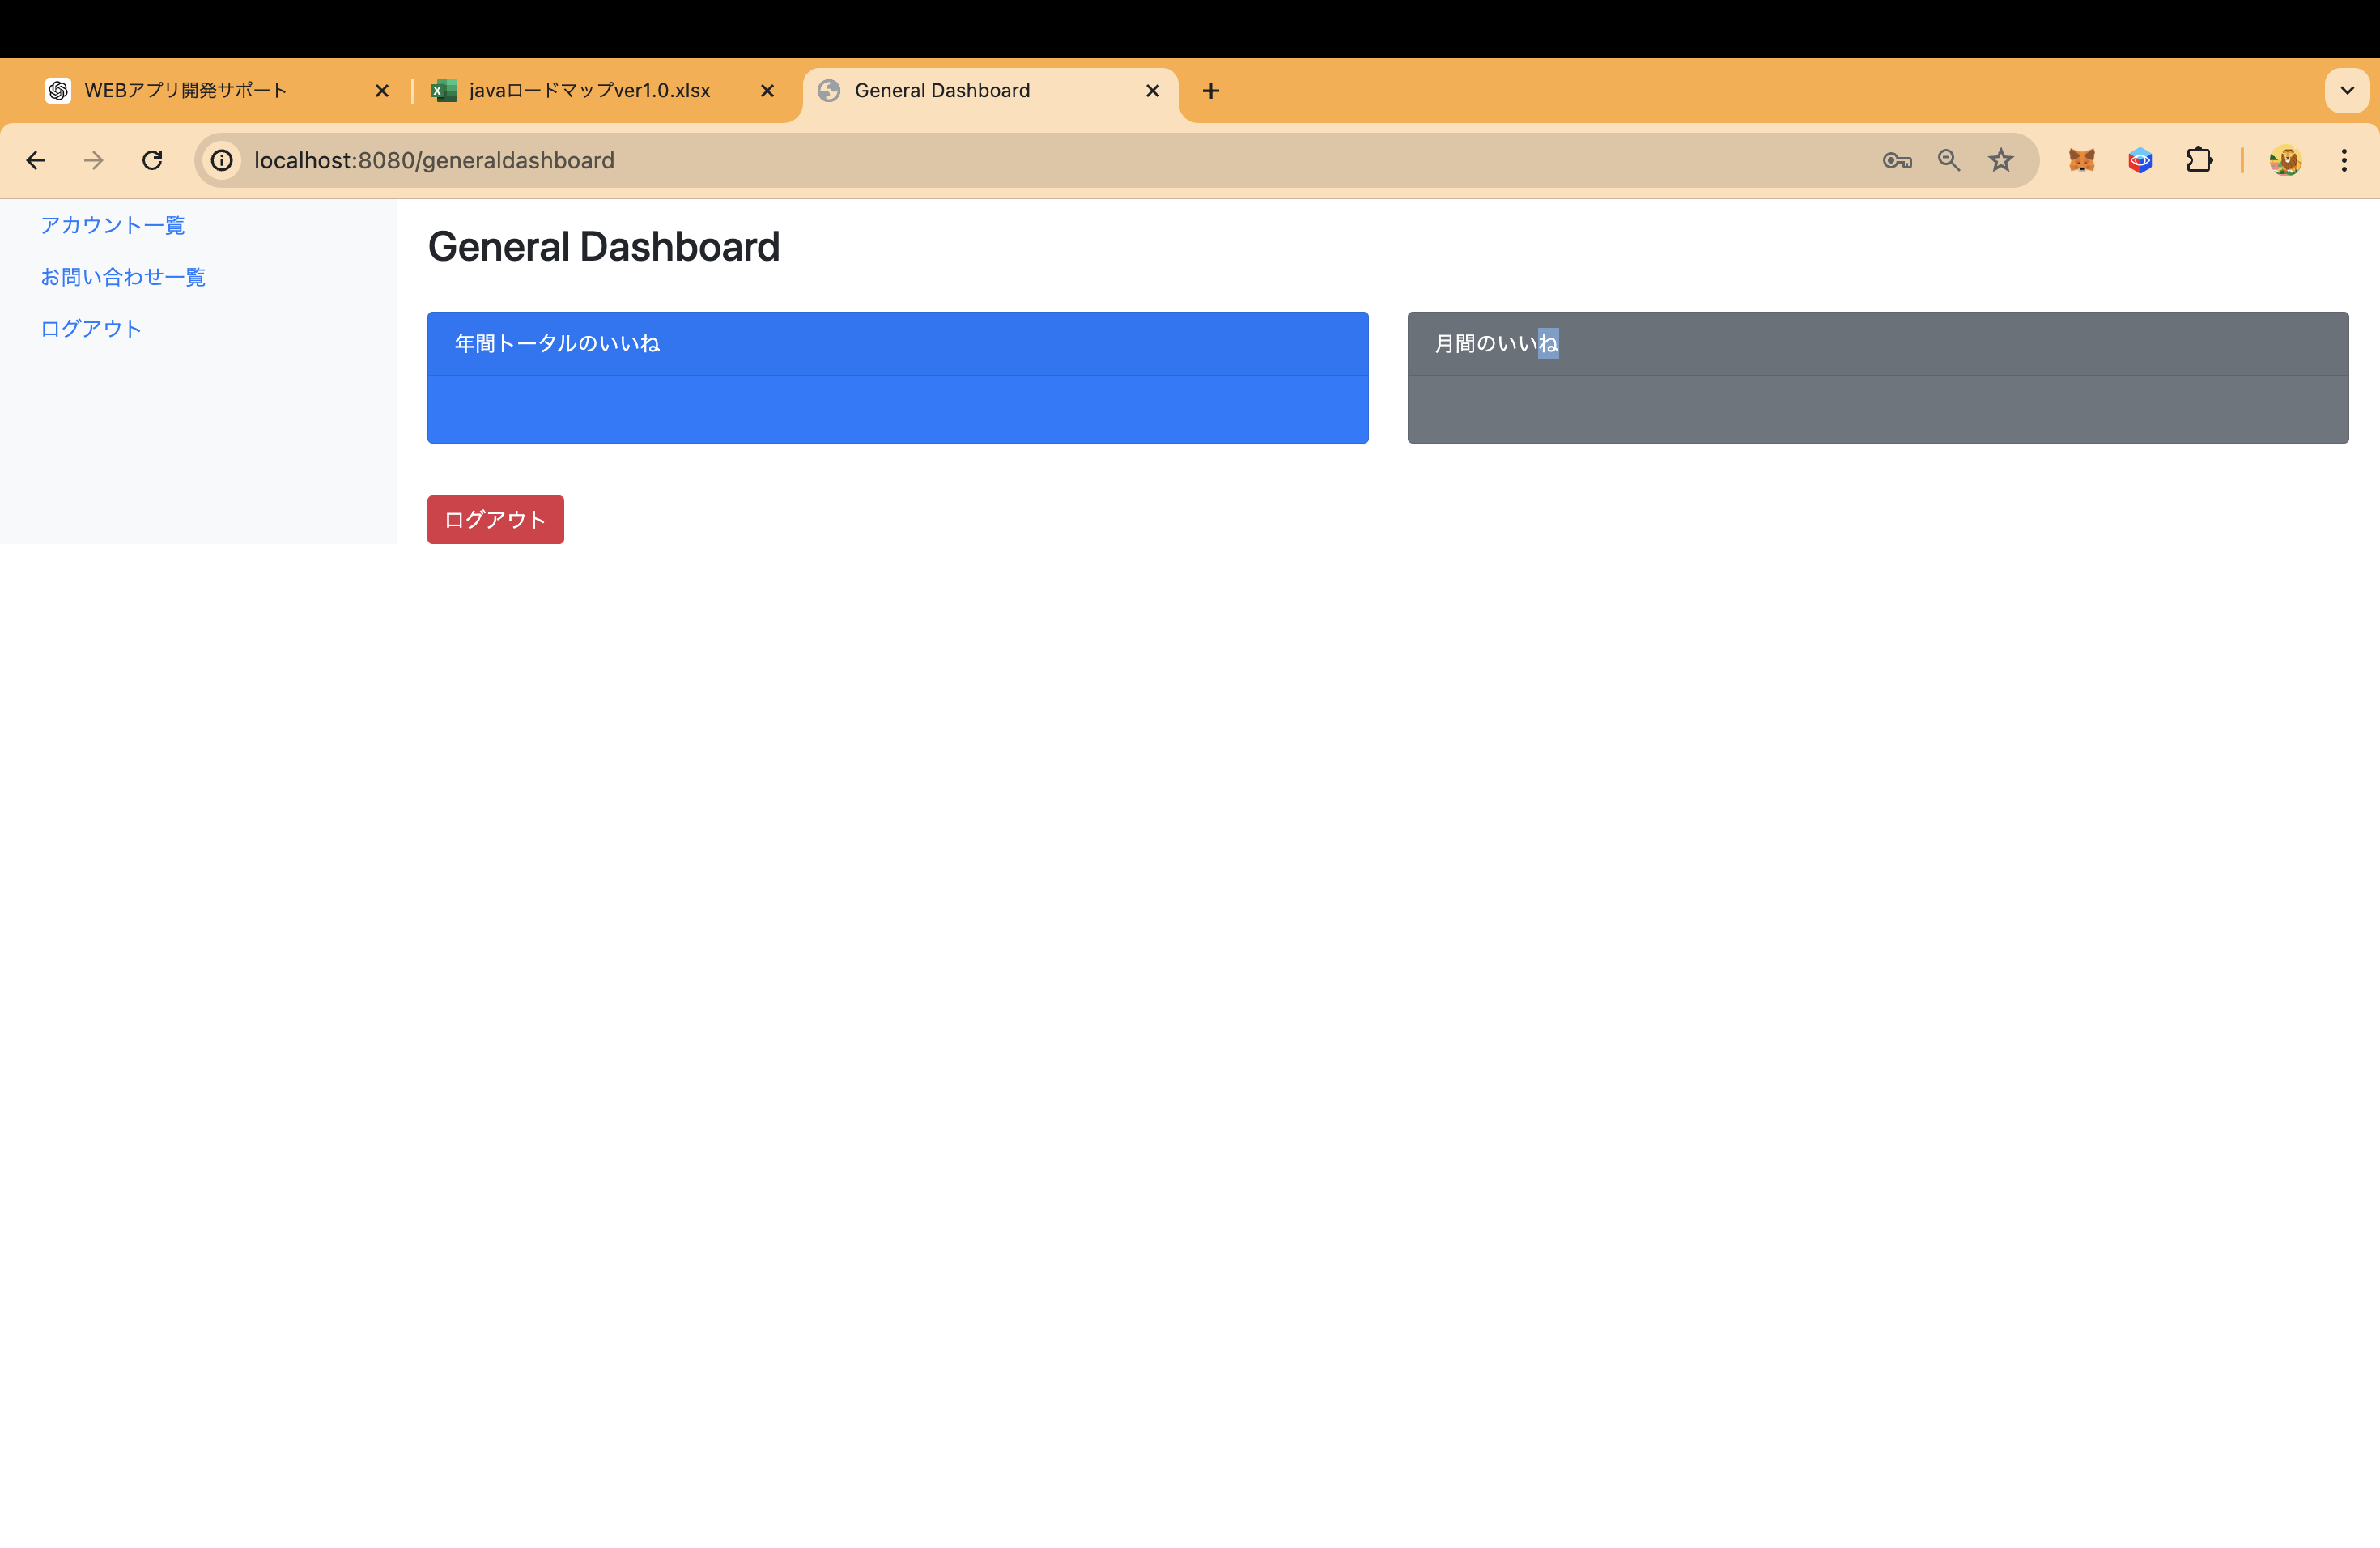 WEBアプリ開発サポート
javaロードマップver1.0.xlsx
General Dashboard
localhost:8080/generaldashboard
アカウント一覧
お問い合わせ一覧
ログアウト
General Dashboard
年間トータルのいいね
月間のいいね
ログアウト